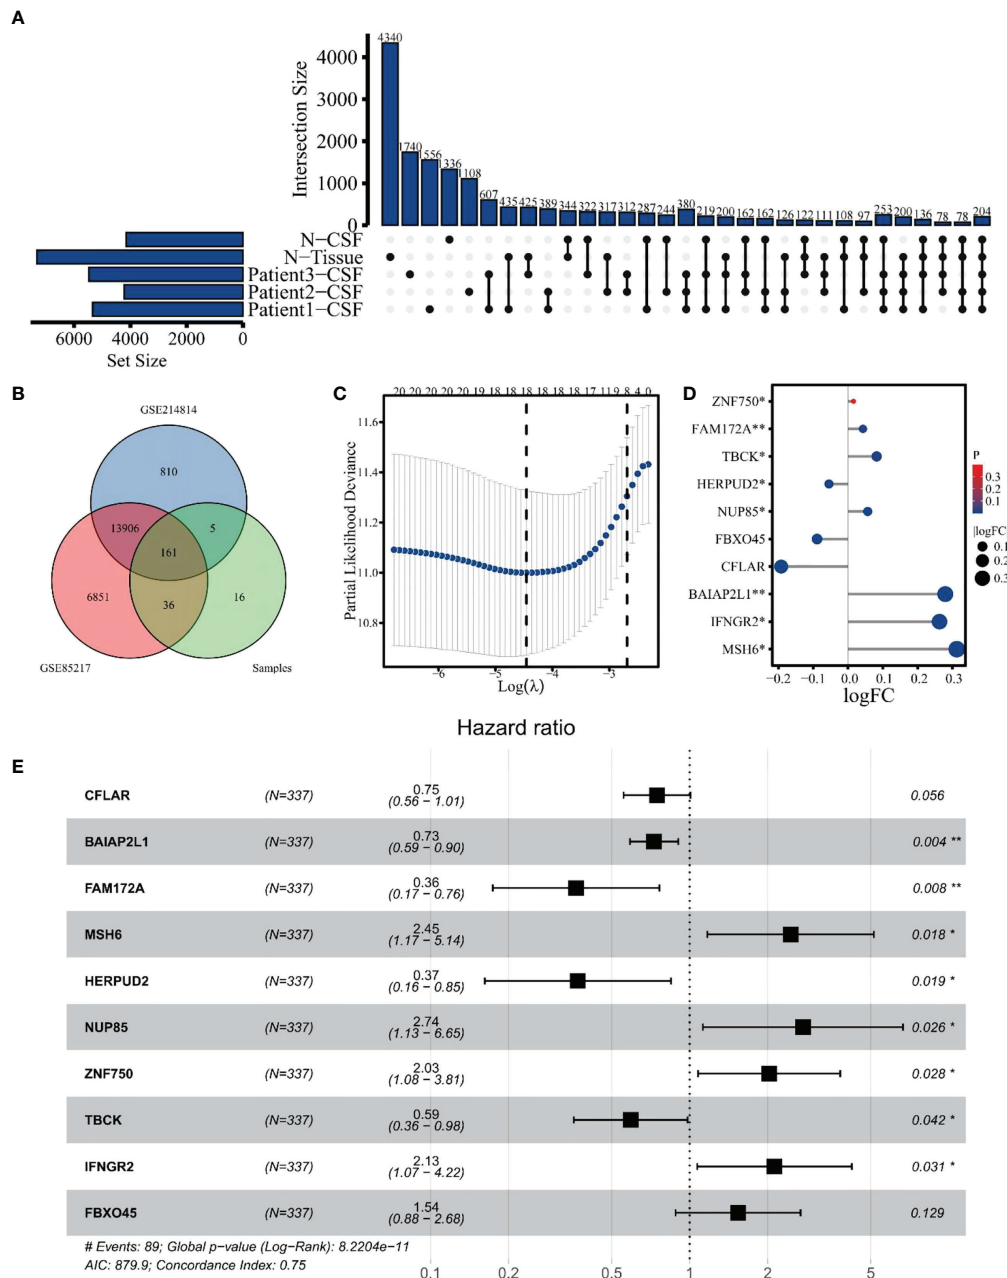 A
4340
4000
3000
2000
1000
0
Intersection Size
1740
1556
1336
1108
607
435
425
389
344
322
317
312
287
244
380
219
200
162
162
126
122
111
108
97
253
200
136
78
78
204
N−CSF
N−Tissue
Patient3−CSF
Patient2−CSF
Patient1−CSF
6000 4000 2000 0
Set Size
B
GSE214814
810
13906
5
161
6851
36
16
GSE85217
Samples
C
20 20 20 20 20 19 18 18 18 18 18 18 17 11 9 8 4 0
11.6
11.4
11.2
11.0
10.8
Partial Likelihood Deviance
−6 −5 −4 −3
Log(λ)
D
ZNF750*
FAM172A**
TBCK*
HERPUD2*
NUP85*
FBXO45
CFLAR
BAIAP2L1**
IFNGR2*
MSH6*
−0.2 −0.1 0.0 0.1 0.2 0.3
logFC
P
0.3
0.2
0.1
|logFC
0.1
0.2
0.3
Hazard ratio
E
CFLAR (N=337) 0.75 (0.56 − 1.01) 0.056
BAIAP2L1 (N=337) 0.73 (0.59 − 0.90) 0.004 **
FAM172A (N=337) 0.36 (0.17 − 0.76) 0.008 **
MSH6 (N=337) 2.45 (1.17 − 5.14) 0.018 *
HERPUD2 (N=337) 0.37 (0.16 − 0.85) 0.019 *
NUP85 (N=337) 2.74 (1.13 − 6.65) 0.026 *
ZNF750 (N=337) 2.03 (1.08 − 3.81) 0.028 *
TBCK (N=337) 0.59 (0.36 − 0.98) 0.042 *
IFNGR2 (N=337) 2.13 (1.07 − 4.22) 0.031 *
FBXO45 (N=337) 1.54 (0.88 − 2.68) 0.129
# Events: 89; Global p−value (Log−Rank): 8.2204e−11
AIC: 879.9; Concordance Index: 0.75
0.1 0.2 0.5 1 2 5